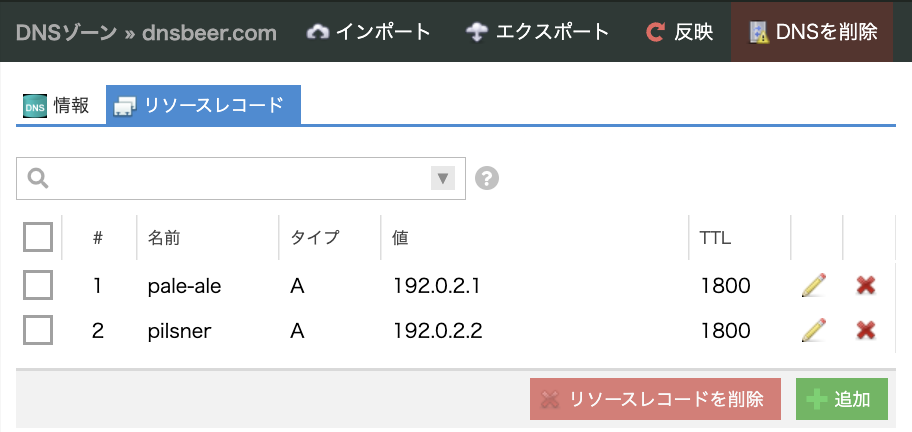 DNSゾーン » dnsbeer.com インポート エクスポート 反映 DNSを削除
DNS 情報 リソースレコード
# 名前 タイプ 値 TTL
1 pale-ale A 192.0.2.1 1800
2 pilsner A 192.0.2.2 1800
リソースレコードを削除 追加